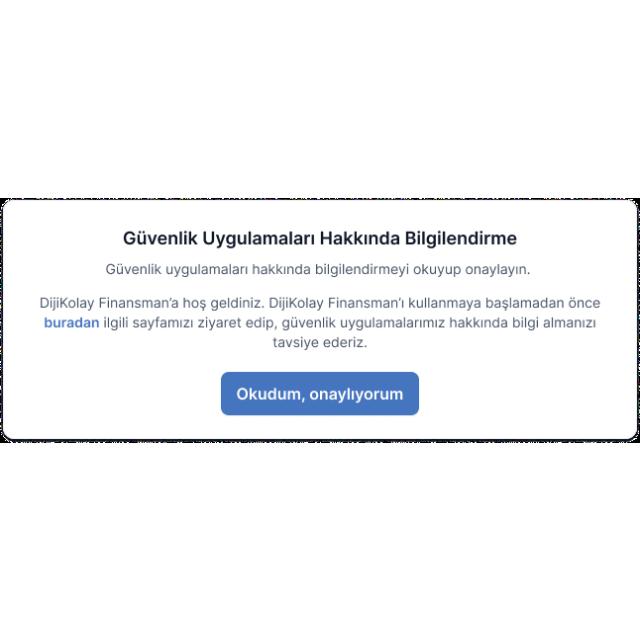 Güvenlik Uygulamaları Hakkında Bilgilendirme
Güvenlik uygulamaları hakkında bilgilendirmeyi okuyup onaylayın.
DijiKolay Finansman’a hoş geldiniz. DijiKolay Finansman’ı kullanmaya başlamadan önce
buradan ilgili sayfamızı ziyaret edip, güvenlik uygulamalarımız hakkında bilgi almanızı
tavsiye ederiz.
Okudum, onaylıyorum